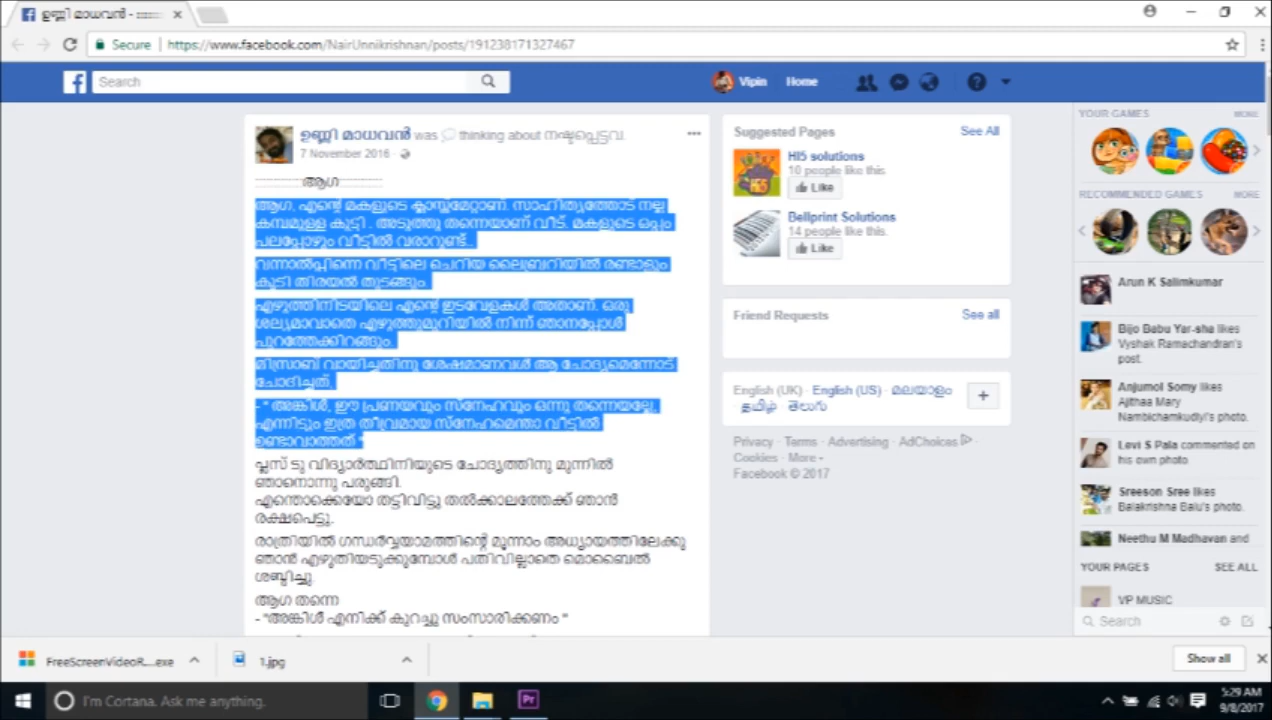 ഉണ്ണി മാധവൻ - ::::::::
Secure | https://www.facebook.com/NairUnnikrishnan/posts/191238171327467
Search
Vipin Home
ഉണ്ണി മാധവൻ was thinking about നഷ്ടപ്പെട്ടവ.
7 November 2016
::::::::::::::::ആഗ::::::::::::::
ആഗ. എന്റെ മകളുടെ ക്ലാസ്സ്മേറ്റാണ്. സാഹിത്യത്തോട് നല്ല
കമ്പമുള്ള കുട്ടി . അടുത്തു തന്നെയാണ് വീട്. മകളുടെ ഒപ്പം
പലപ്പോഴും വീട്ടിൽ വരാറുണ്ട്..
വന്നാൽപ്പിന്നെ വീട്ടിലെ ചെറിയ ലൈബ്രറിയിൽ രണ്ടാളും
കൂടി തിരയൽ തുടങ്ങും.
എഴുത്തിനിടയിലെ എന്റെ ഇടവേളകൾ അതാണ്. ഒരു
ശല്യമാവാതെ എഴുത്തുമുറിയിൽ നിന്ന് ഞാനപ്പോൾ
പുറത്തേക്കിറങ്ങും.
മിസ്രാബ് വായിച്ചതിനു ശേഷമാണവൾ ആ ചോദ്യമെന്നോട്
ചോദിച്ചത്.
- " അങ്കിൾ, ഈ പ്രണയവും സ്നേഹവും ഒന്നു തന്നെയല്ലേ,
എന്നിട്ടും ഇത്ര തീവ്രമായ സ്നേഹമെന്താ വീട്ടിൽ
ഉണ്ടാവാത്തത് "
പ്ലസ് ടു വിദ്യാർത്ഥിനിയുടെ ചോദ്യത്തിനു മുന്നിൽ
ഞാനൊന്നു പരുങ്ങി.
എന്തൊക്കെയോ തട്ടിവിട്ടു തൽക്കാലത്തേക്ക് ഞാൻ
രക്ഷപെട്ടു.
രാത്രിയിൽ ഗന്ധർവ്വയാമത്തിന്റെ മൂന്നാം അധ്യായത്തിലേക്കു
ഞാൻ എഴുതിയടുക്കുമ്പോൾ പതിവില്ലാതെ മൊബൈൽ
ശബ്ദിച്ചു.
ആഗ തന്നെ
- "അങ്കിൾ എനിക്ക് കുറച്ചു സംസാരിക്കണം "
Suggested Pages See All
HI5 solutions
10 people like this.
Like
Bellprint Solutions
14 people like this.
Like
Friend Requests See all
English (UK) · English (US) · മലയാളം
· தமிழ் · తెలుగు
Privacy · Terms · Advertising · AdChoices ·
Cookies · More
Facebook © 2017
YOUR GAMES MORE
RECOMMENDED GAMES MORE
Arun K Salimkumar
Bijo Babu Yar-sha likes
Vyshak Ramachandran's
post.
Anjumol Somy likes
Ajithaa Mary
Nambichamkudiyl's photo.
Levi S Pala commented on
his own photo.
Sreeson Sree likes
Balakrishna Balu's photo.
Neethu M Madhavan and
YOUR PAGES SEE ALL
VP MUSIC
Search
FreeScreenVideoR....exe
1.jpg
Show all
I'm Cortana. Ask me anything.
Pr
5:29 AM
9/8/2017